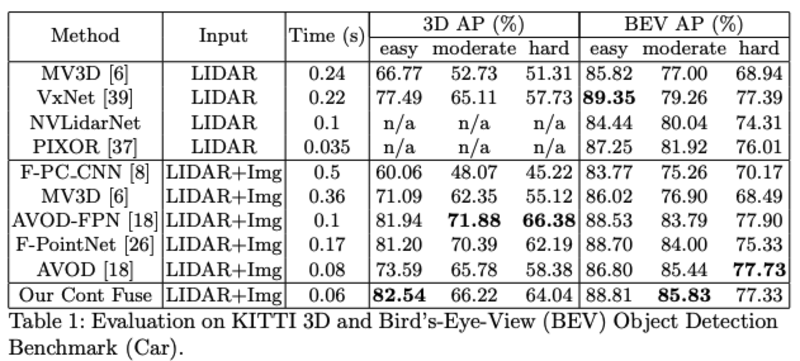 Method Input Time (s) 3D AP (%) BEV AP (%)
easy moderate hard easy moderate hard
MV3D [6] LIDAR 0.24 66.77 52.73 51.31 85.82 77.00 68.94
VxNet [39] LIDAR 0.22 77.49 65.11 57.73 89.35 79.26 77.39
NVLidarNet LIDAR 0.1 n/a n/a n/a 84.44 80.04 74.31
PIXOR [37] LIDAR 0.035 n/a n/a n/a 87.25 81.92 76.01
F-PC_CNN [8] LIDAR+Img 0.5 60.06 48.07 45.22 83.77 75.26 70.17
MV3D [6] LIDAR+Img 0.36 71.09 62.35 55.12 86.02 76.90 68.49
AVOD-FPN [18] LIDAR+Img 0.1 81.94 71.88 66.38 88.53 83.79 77.90
F-PointNet [26] LIDAR+Img 0.17 81.20 70.39 62.19 88.70 84.00 75.33
AVOD [18] LIDAR+Img 0.08 73.59 65.78 58.38 86.80 85.44 77.73
Our Cont Fuse LIDAR+Img 0.06 82.54 66.22 64.04 88.81 85.83 77.33
Table 1: Evaluation on KITTI 3D and Bird's-Eye-View (BEV) Object Detection
Benchmark (Car).